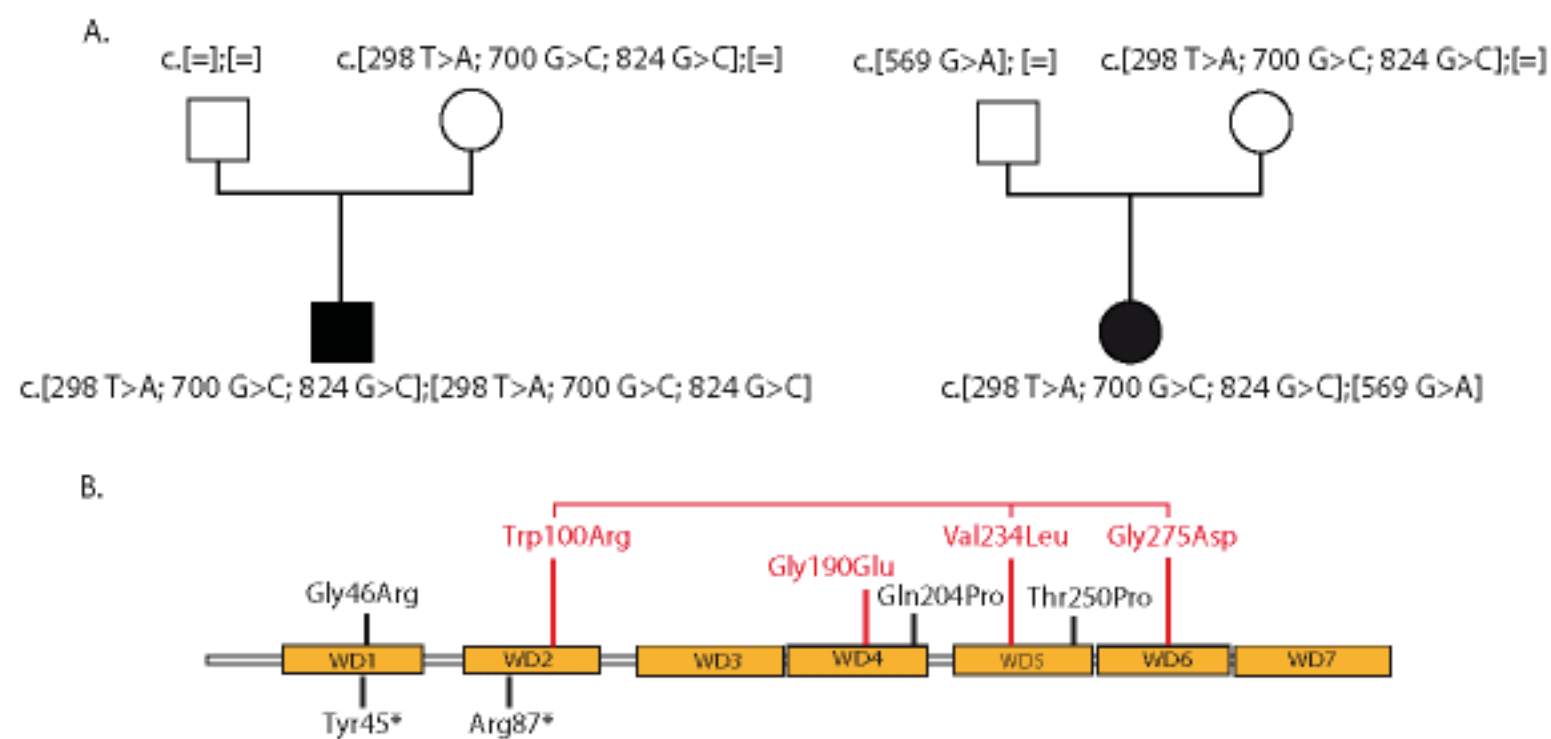 A.
c.[=];[=]
c.[298 T>A; 700 G>C; 824 G>C];[=]
c.[569 G>A]; [=]
c.[298 T>A; 700 G>C; 824 G>C];[=]
c.[298 T>A; 700 G>C; 824 G>C];[298 T>A; 700 G>C; 824 G>C]
c.[298 T>A; 700 G>C; 824 G>C];[569 G>A]
B.
Trp100Arg
Val234Leu
Gly275Asp
Gly190Glu
Gly46Arg
Gln204Pro
Thr250Pro
WD1
WD2
WD3
WD4
WD5
WD6
WD7
Tyr45*
Arg87*